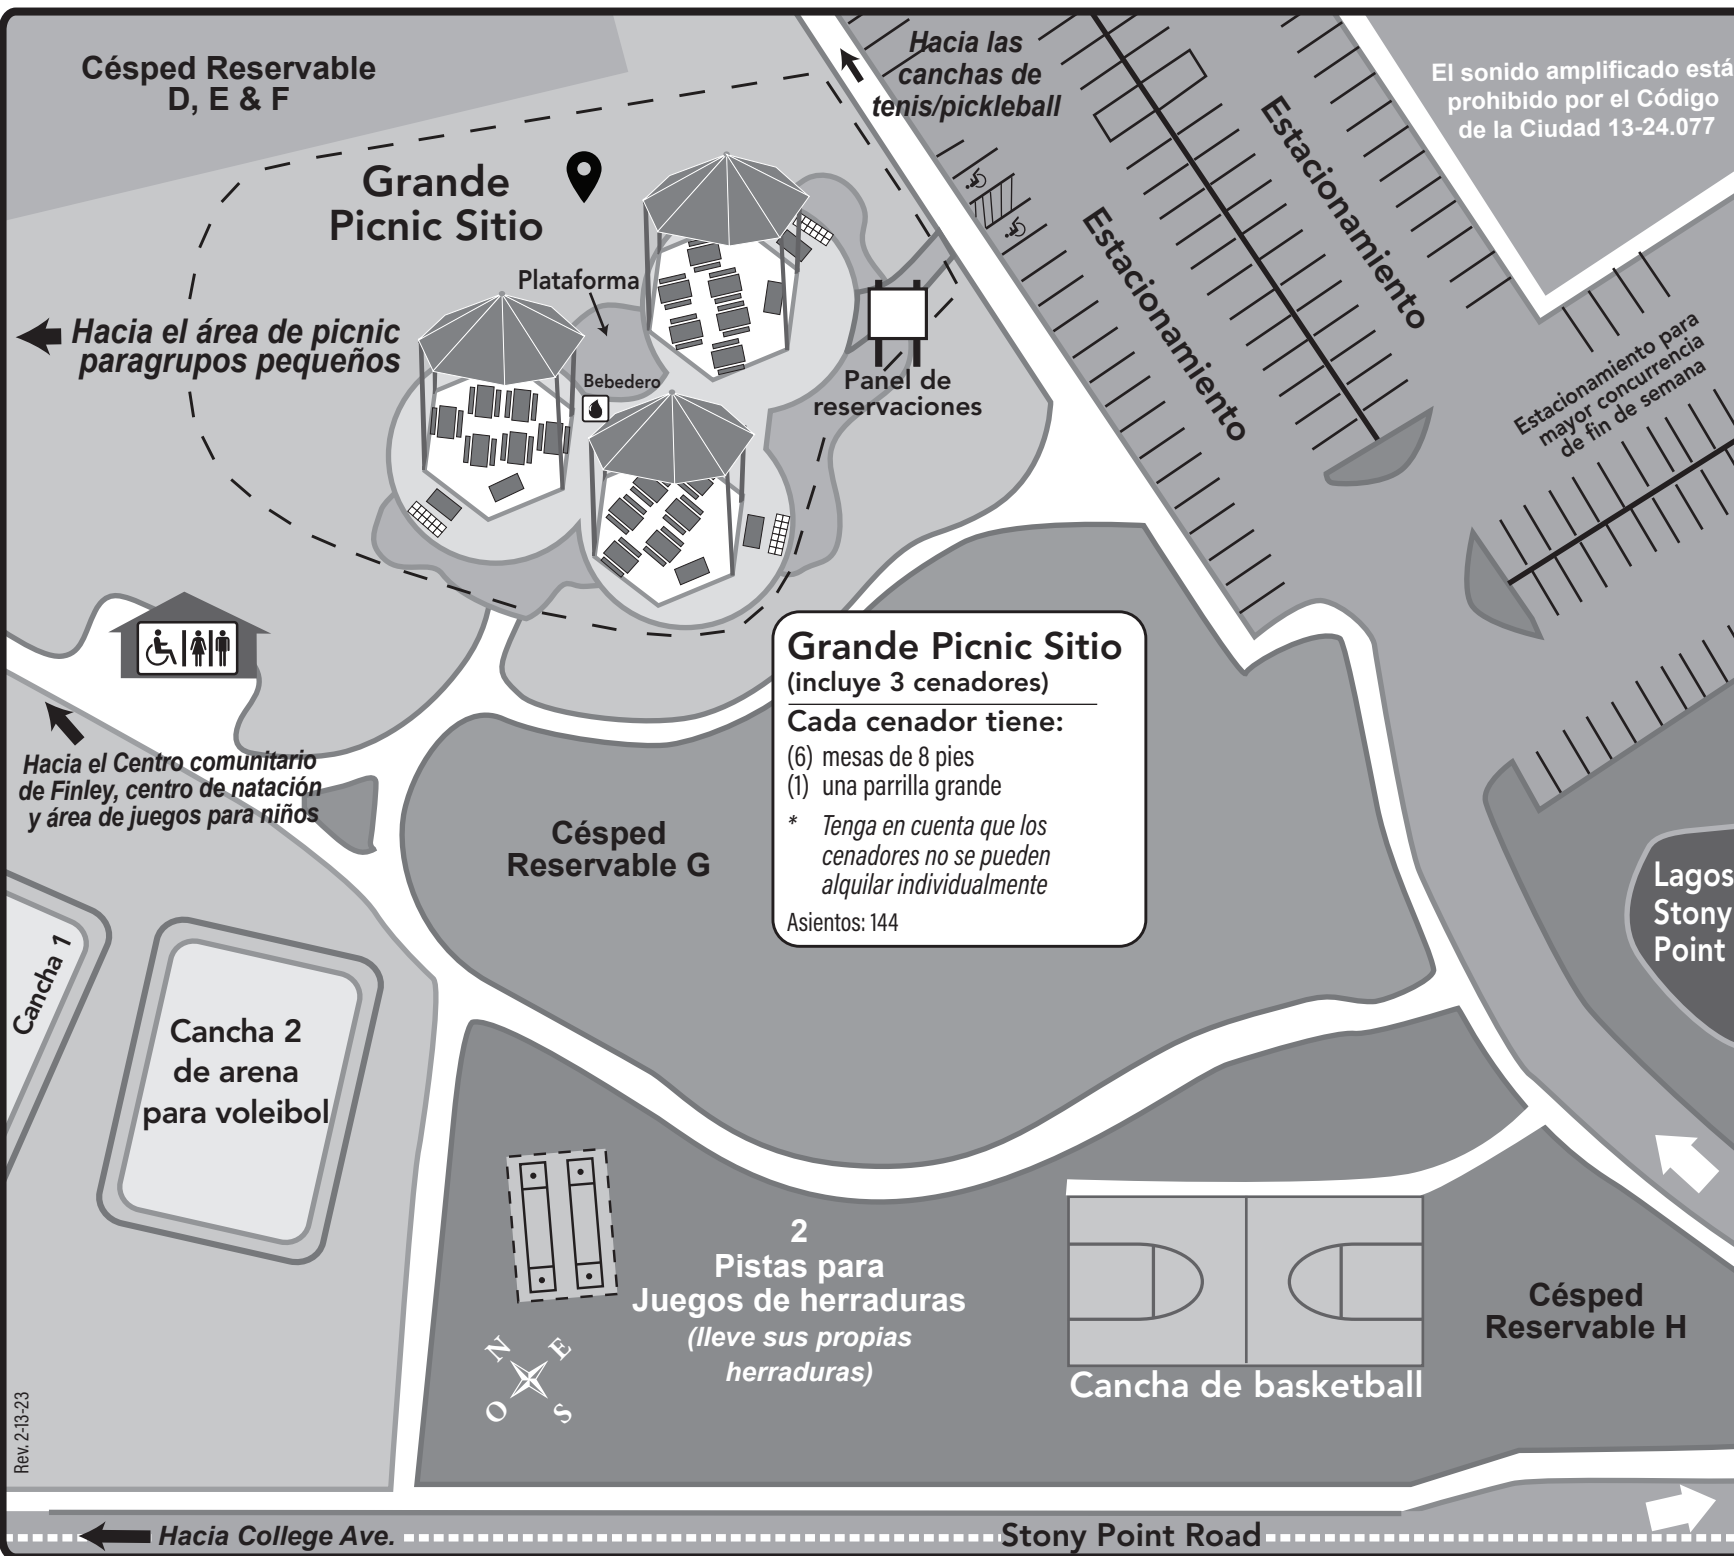 Césped Reservable
D, E & F
Hacia las
canchas de
tenis/pickleball
El sonido amplificado está
prohibido por el Código
de la Ciudad 13-24.077
Estacionamiento
Estacionamiento
Estacionamiento para
mayor concurrencia
de fin de semana
Grande
Picnic Sitio
Plataforma
Hacia el área de picnic
paragrupos pequeños
Bebedero
Panel de
reservaciones
Grande Picnic Sitio
(incluye 3 cenadores)
Cada cenador tiene:
(6) mesas de 8 pies
(1) una parrilla grande
* Tenga en cuenta que los
cenadores no se pueden
alquilar individualmente
Asientos: 144
Hacia el Centro comunitario
de Finley, centro de natación
y área de juegos para niños
Césped
Reservable G
Lagos
Stony
Point
Cancha 1
Cancha 2
de arena
para voleibol
2
Pistas para
Juegos de herraduras
(lleve sus propias
herraduras)
N
E
O
S
Cancha de basketball
Césped
Reservable H
Rev. 2-13-23
Hacia College Ave.
Stony Point Road